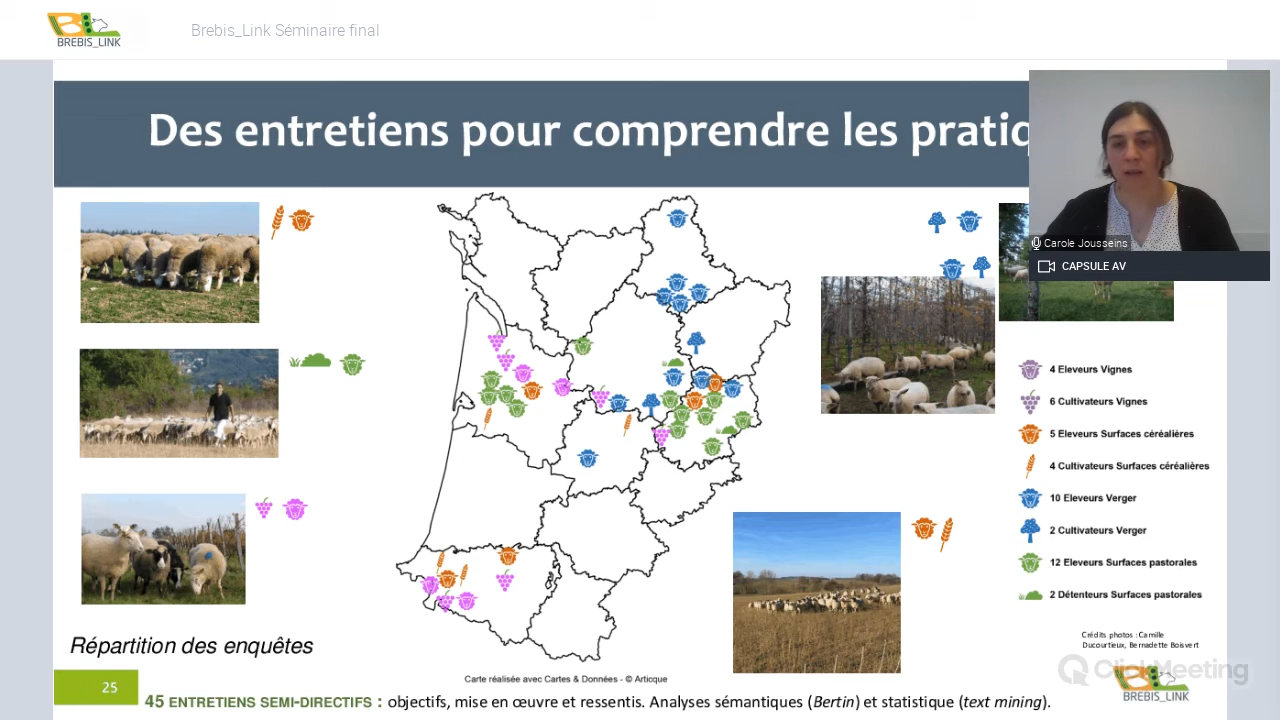 BREBIS_LINK
Brebis_Link Séminaire final
Des entretiens pour comprendre les pratiq
Carole Jousseins
CAPSULE AV
4 Eleveurs Vignes
6 Cultivateurs Vignes
5 Eleveurs Surfaces céréalières
4 Cultivateurs Surfaces céréalières
10 Eleveurs Verger
2 Cultivateurs Verger
12 Eleveurs Surfaces pastorales
2 Détenteurs Surfaces pastorales
Crédits photos : Camille
Ducourtieux, Bernadette Boisvert
Répartition des enquêtes
Carte réalisée avec Cartes & Données - © Articque
ClickMeeting
BREBIS_LINK
25
45 ENTRETIENS SEMI-DIRECTIFS : objectifs, mise en œuvre et ressentis. Analyses sémantiques (Bertin) et statistique (text mining).